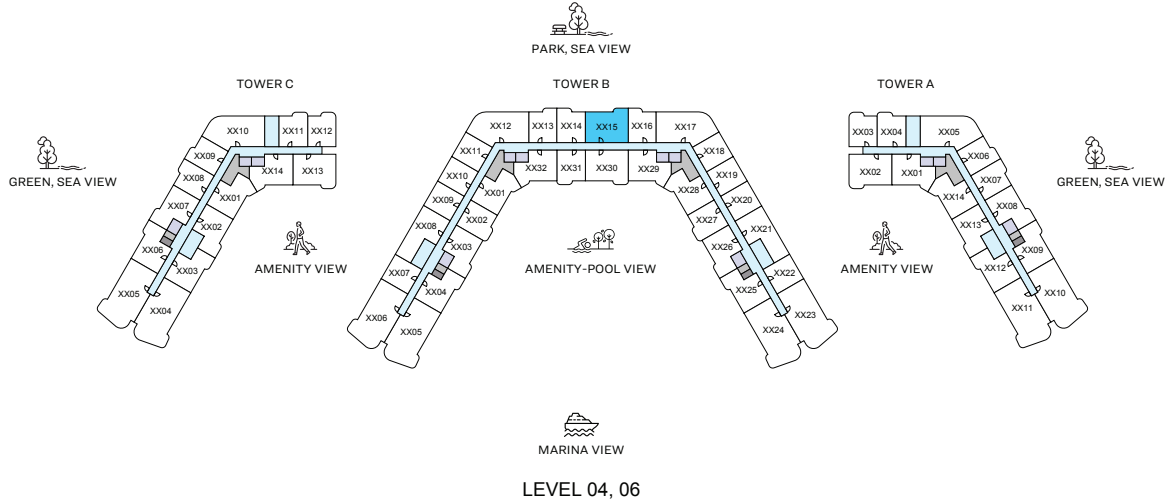 PARK, SEA VIEW
TOWER C
TOWER B
TOWER A
XX10
XX11
XX12
XX09
XX08
XX07
XX06
XX05
XX04
XX03
XX02
XX01
XX14
XX13
XX12
XX13
XX14
XX15
XX16
XX17
XX11
XX10
XX09
XX08
XX07
XX06
XX05
XX04
XX03
XX02
XX01
XX32
XX31
XX30
XX29
XX28
XX27
XX26
XX25
XX24
XX23
XX22
XX21
XX20
XX19
XX18
XX03
XX04
XX05
XX02
XX01
XX06
XX07
XX08
XX09
XX10
XX11
XX12
XX13
XX14
GREEN, SEA VIEW
AMENITY VIEW
AMENITY-POOL VIEW
AMENITY VIEW
GREEN, SEA VIEW
MARINA VIEW
LEVEL 04, 06